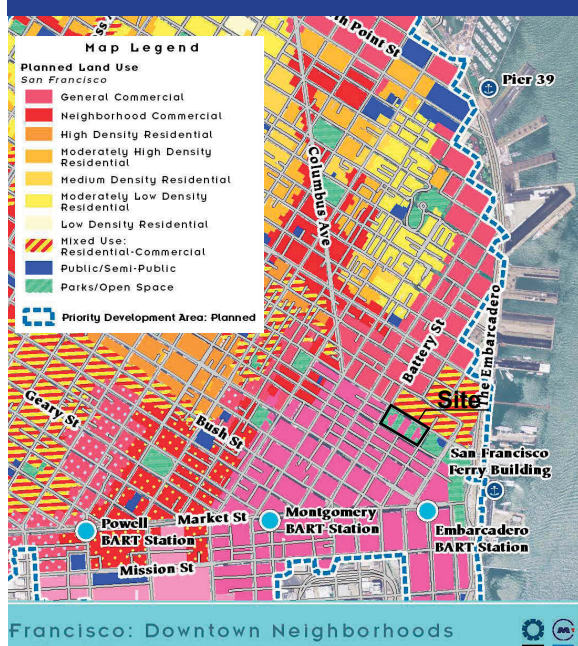 th Point St
Map Legend
Planned Land Use
San Francisco
General Commercial
Neighborhood Commercial
High Density Residential
Moderately High Density
Residential
Medium Density Residential
Moderately Low Density
Residential
Low Density Residential
Mixed Use:
Residential-Commercial
Public/Semi-Public
Parks/Open Space
Priority Development Area: Planned
Pier 39
Columbus Ave
The Embarcadero
Battery St
Site
Geary St
Bush St
San Francisco
Ferry Building
Powell
BART Station
Market St
Montgomery
BART Station
Embarcadero
BART Station
Mission St
Francisco: Downtown Neighborhoods